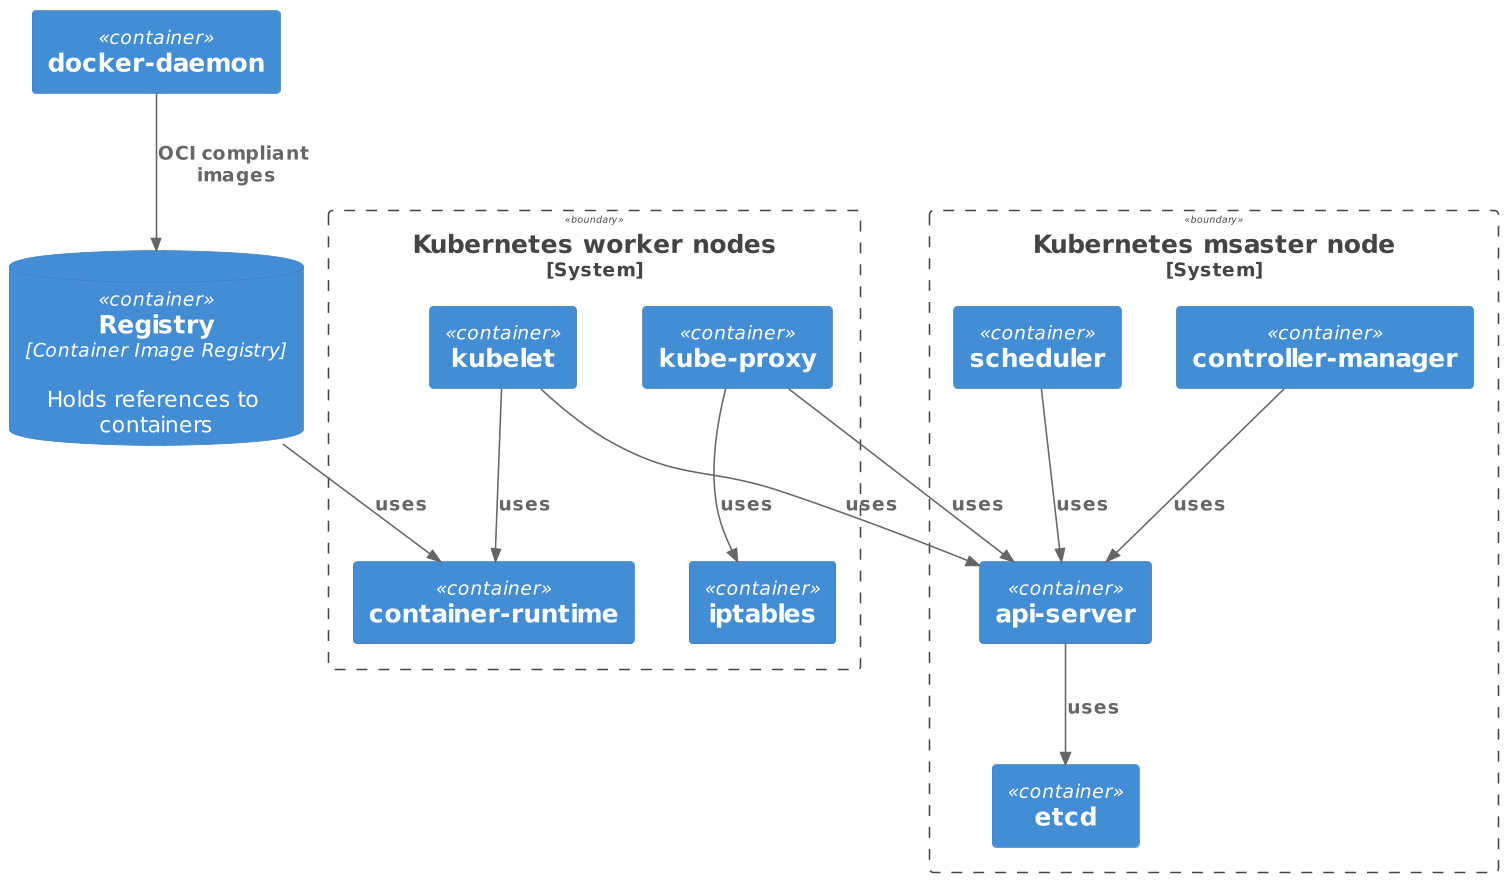 «container»
docker-daemon
OCI compliant
images
«container»
Registry
[Container Image Registry]
Holds references to
containers
«boundary»
Kubernetes worker nodes
[System]
«container»
kubelet
«container»
kube-proxy
uses
uses
uses
uses
uses
«container»
container-runtime
«container»
iptables
«boundary»
Kubernetes msaster node
[System]
«container»
scheduler
«container»
controller-manager
uses
uses
«container»
api-server
uses
«container»
etcd